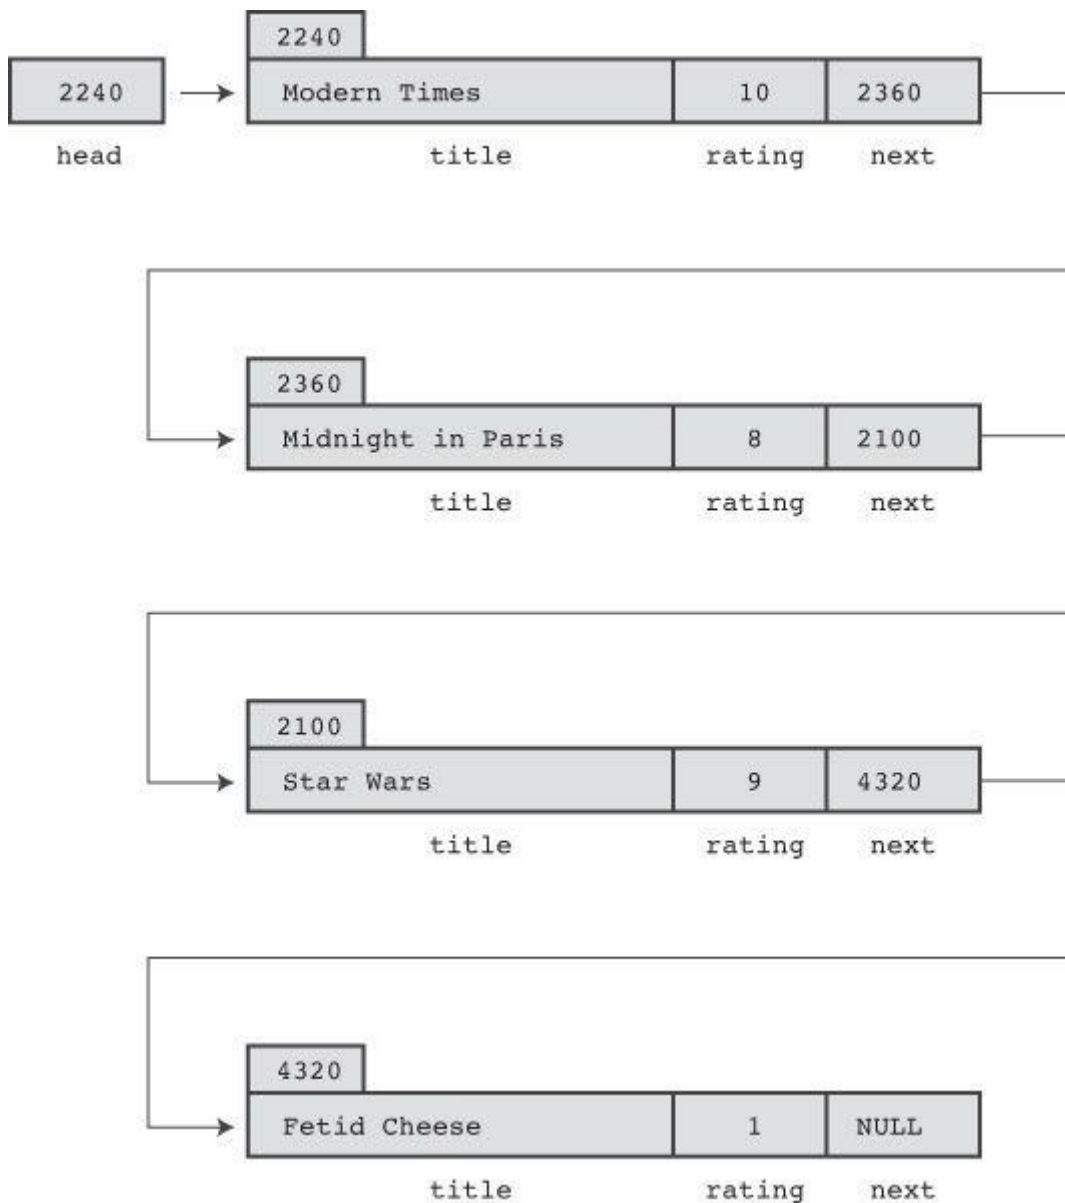 2240
2240 Modern Times 10 2360
head title rating next
2360
Midnight in Paris 8 2100
title rating next
2100
Star Wars 9 4320
title rating next
4320
Fetid Cheese 1 NULL
title rating next